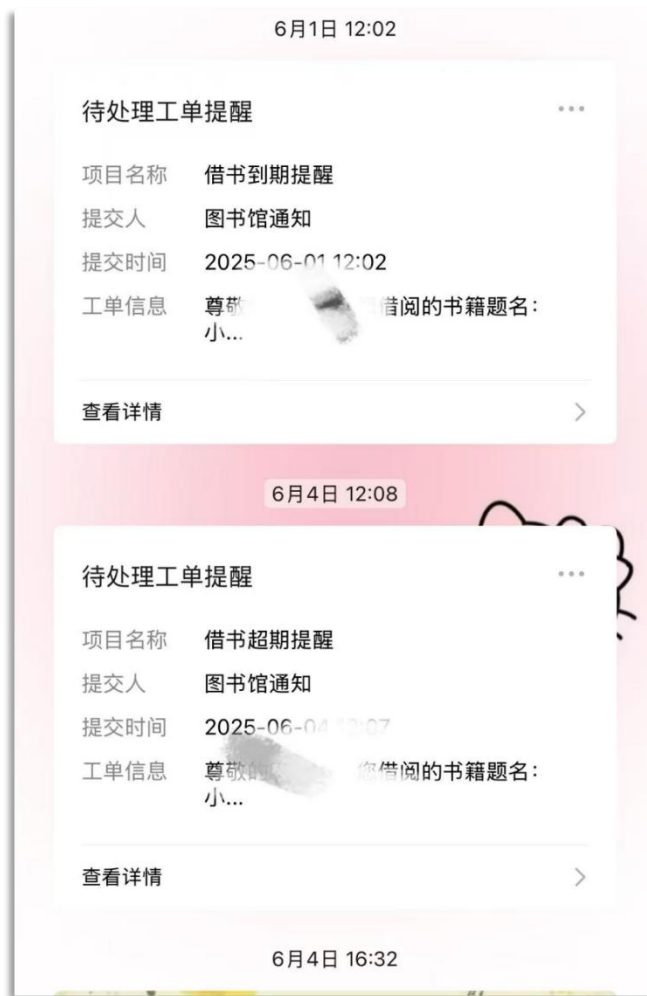 6月1日 12:02
待处理工单提醒
项目名称 借书到期提醒
提交人 图书馆通知
提交时间 2025-06-01 12:02
工单信息 尊敬 借阅的书籍题名：
小...
查看详情
6月4日 12:08
待处理工单提醒
项目名称 借书超期提醒
提交人 图书馆通知
提交时间 2025-06-04 12:07
工单信息 尊敬的 您借阅的书籍题名：
小...
查看详情
6月4日 16:32